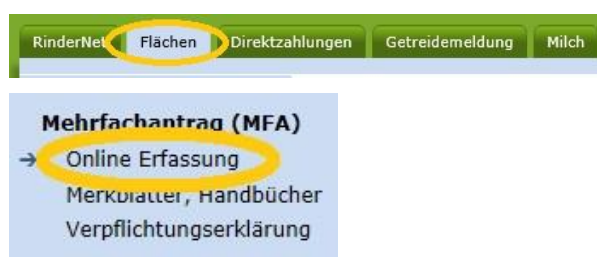 RinderNet Flächen Direktzahlungen Getreidemeldung Milch
Mehrfachantrag (MFA)
Online Erfassung
Merkblätter, Handbücher
Verpflichtungserklärung